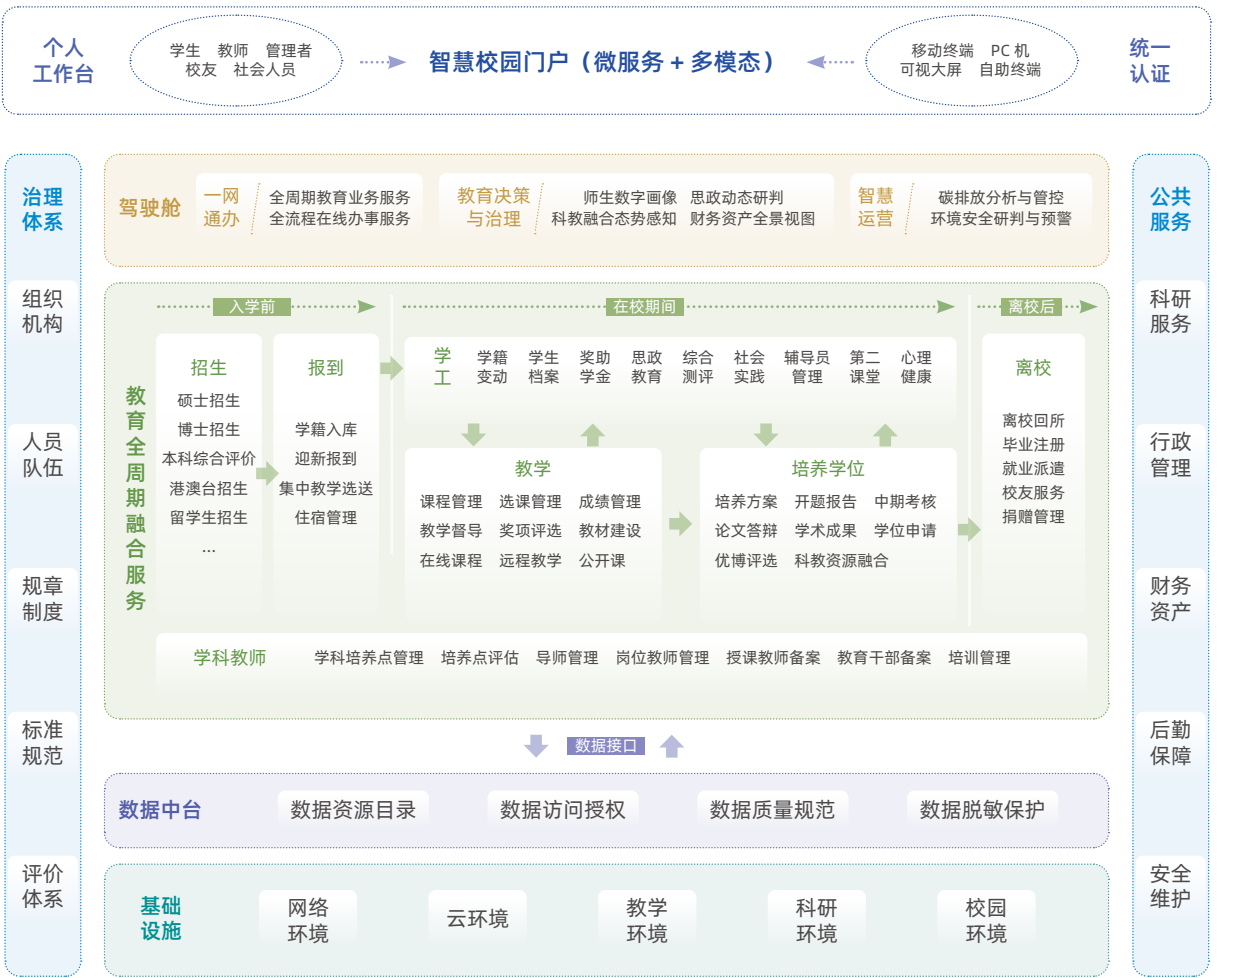 个人
工作台
学生 教师 管理者
校友 社会人员
智慧校园门户（微服务 + 多模态）
移动终端 PC 机
可视大屏 自助终端
统一
认证
治理
体系
组织
机构
人员
队伍
规章
制度
标准
规范
评价
体系
驾驶舱
一网
通办
全周期教育业务服务
全流程在线办事服务
教育决策
与治理
师生数字画像 思政动态研判
科教融合态势感知 财务资产全景视图
智慧
运营
碳排放分析与管控
环境安全研判与预警
教育全周期融合服务
入学前
在校期间
离校后
招生
硕士招生
博士招生
本科综合评价
港澳台招生
留学生招生
...
报到
学籍入库
迎新报到
集中教学选送
住宿管理
学
工
学籍
变动
学生
档案
奖助
学金
思政
教育
综合
测评
社会
实践
辅导员
管理
第二
课堂
心理
健康
教学
课程管理 选课管理 成绩管理
教学督导 奖项评选 教材建设
在线课程 远程教学 公开课
培养学位
培养方案 开题报告 中期考核
论文答辩 学术成果 学位申请
优博评选 科教资源融合
离校
离校回所
毕业注册
就业派遣
校友服务
捐赠管理
学科教师
学科培养点管理 培养点评估 导师管理 岗位教师管理 授课教师备案 教育干部备案 培训管理
数据接口
数据中台
数据资源目录
数据访问授权
数据质量规范
数据脱敏保护
基础
设施
网络
环境
云环境
教学
环境
科研
环境
校园
环境
公共
服务
科研
服务
行政
管理
财务
资产
后勤
保障
安全
维护